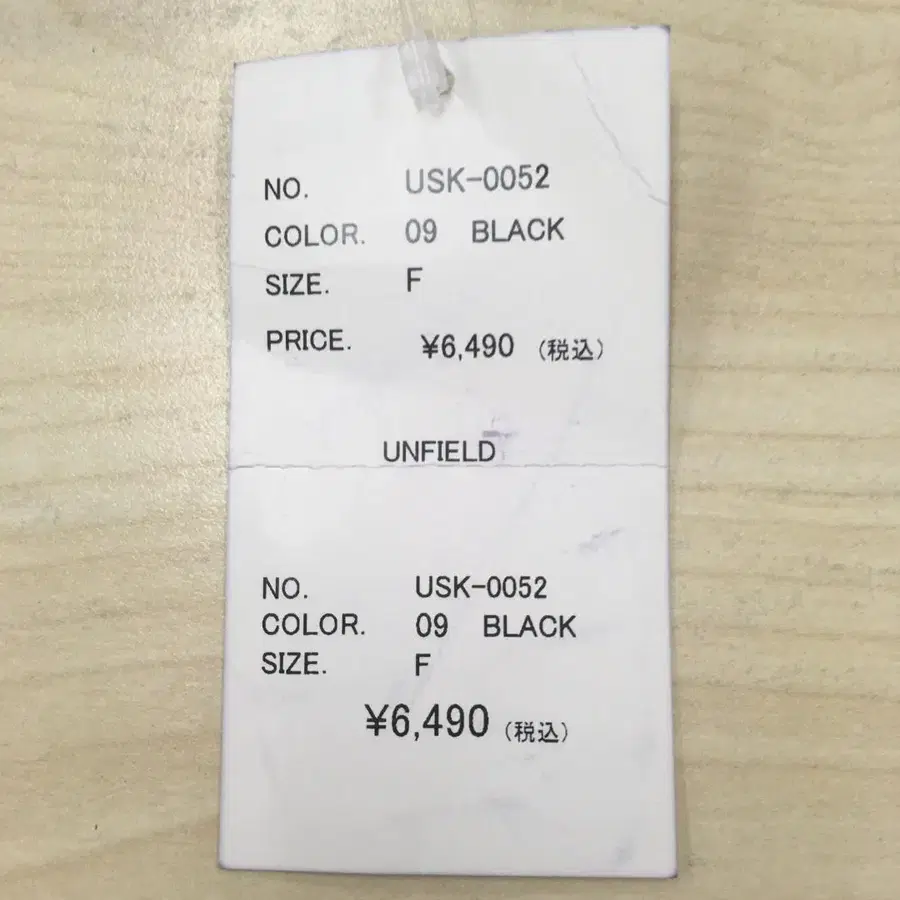 NO. USK-0052
COLOR. 09 BLACK
SIZE. F
PRICE. ¥6,490 (税込)
UNFIELD
NO. USK-0052
COLOR. 09 BLACK
SIZE. F
¥6,490 (税込)